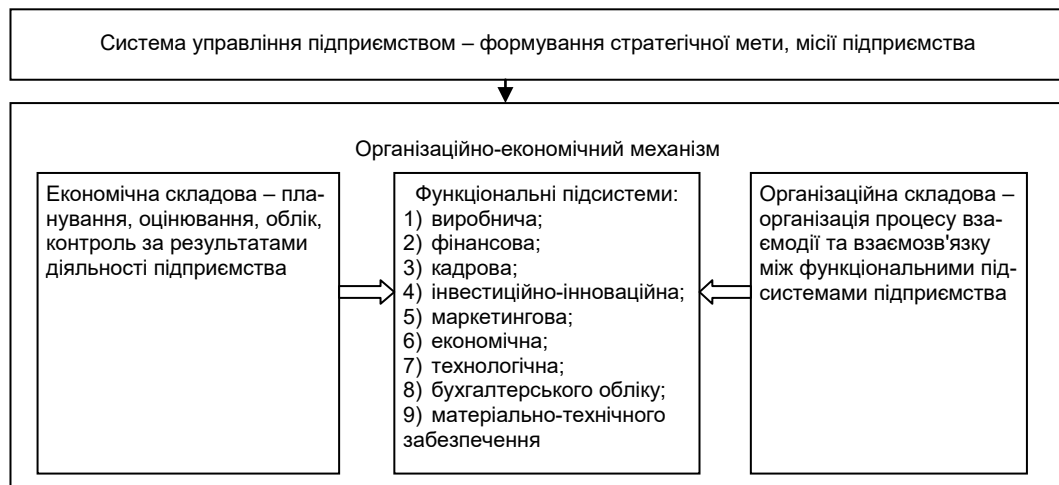 Система управління підприємством – формування стратегічної мети, місії підприємства
Організаційно-економічний механізм
Економічна складова – пла-
нування, оцінювання, облік,
контроль за результатами
діяльності підприємства
Функціональні підсистеми:
1) виробнича;
2) фінансова;
3) кадрова;
4) інвестиційно-інноваційна;
5) маркетингова;
6) економічна;
7) технологічна;
8) бухгалтерського обліку;
9) матеріально-технічного
забезпечення
Організаційна складова –
організація процесу вза-
ємодії та взаємозв'язку
між функціональними під-
системами підприємства